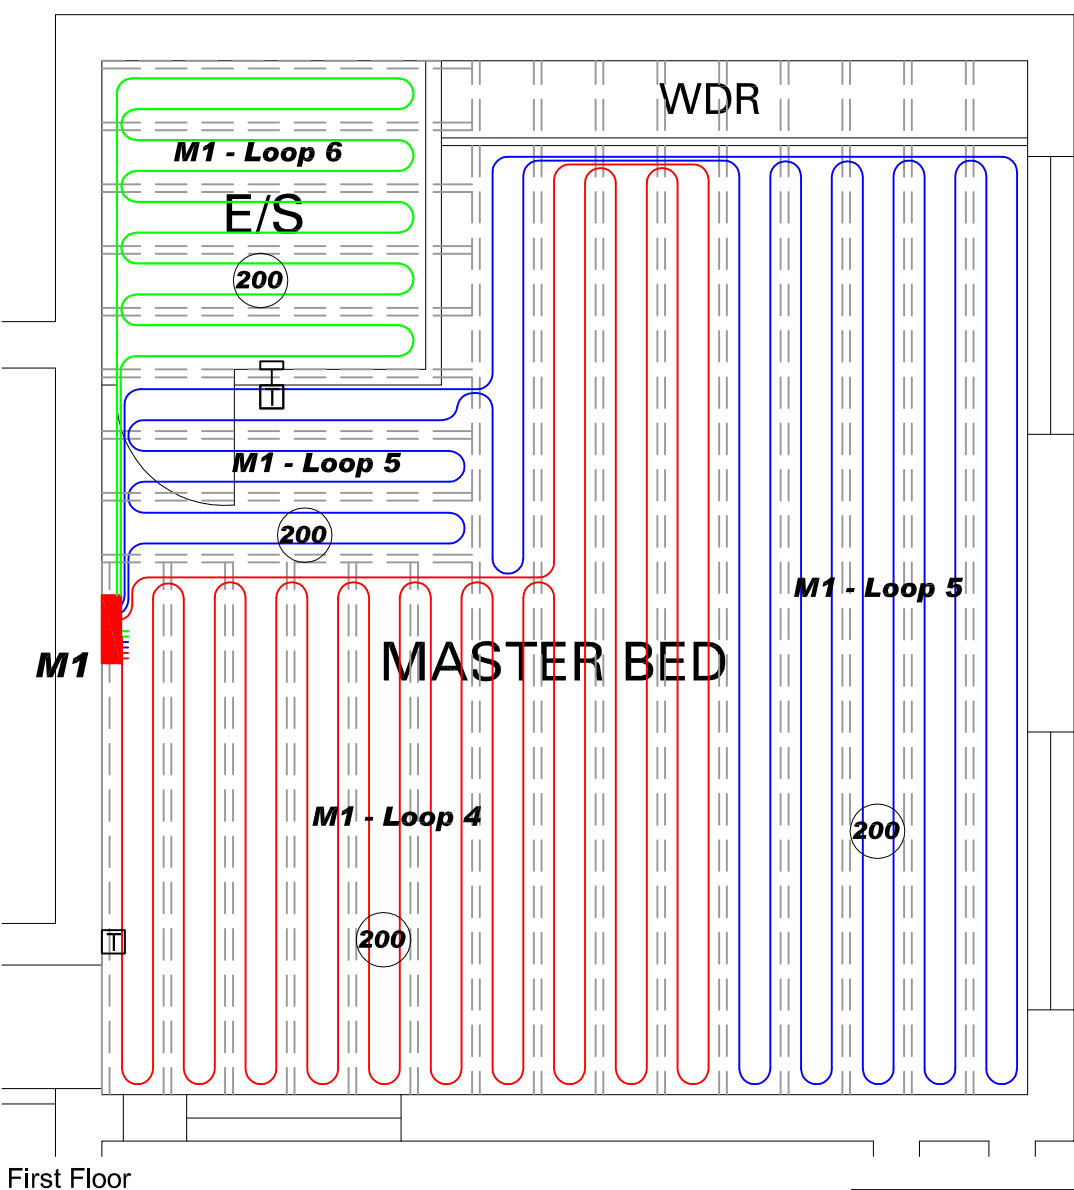 WDR
M1 - Loop 6
E/S
200
T
M1 - Loop 5
200
M1 - Loop 5
M1
MASTER BED
M1 - Loop 4
200
200
T
First Floor